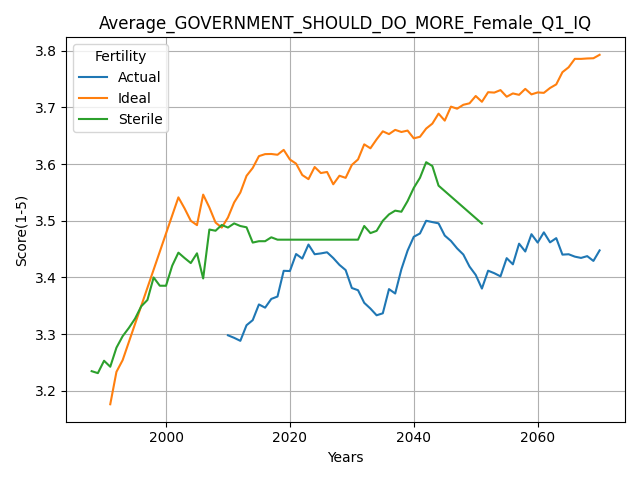 Average_GOVERNMENT_SHOULD_DO_MORE_Female_Q1_IQ
Fertility
Actual
Ideal
Sterile
Score(1-5)
3.8
3.7
3.6
3.5
3.4
3.3
3.2
2000
2020
2040
2060
Years